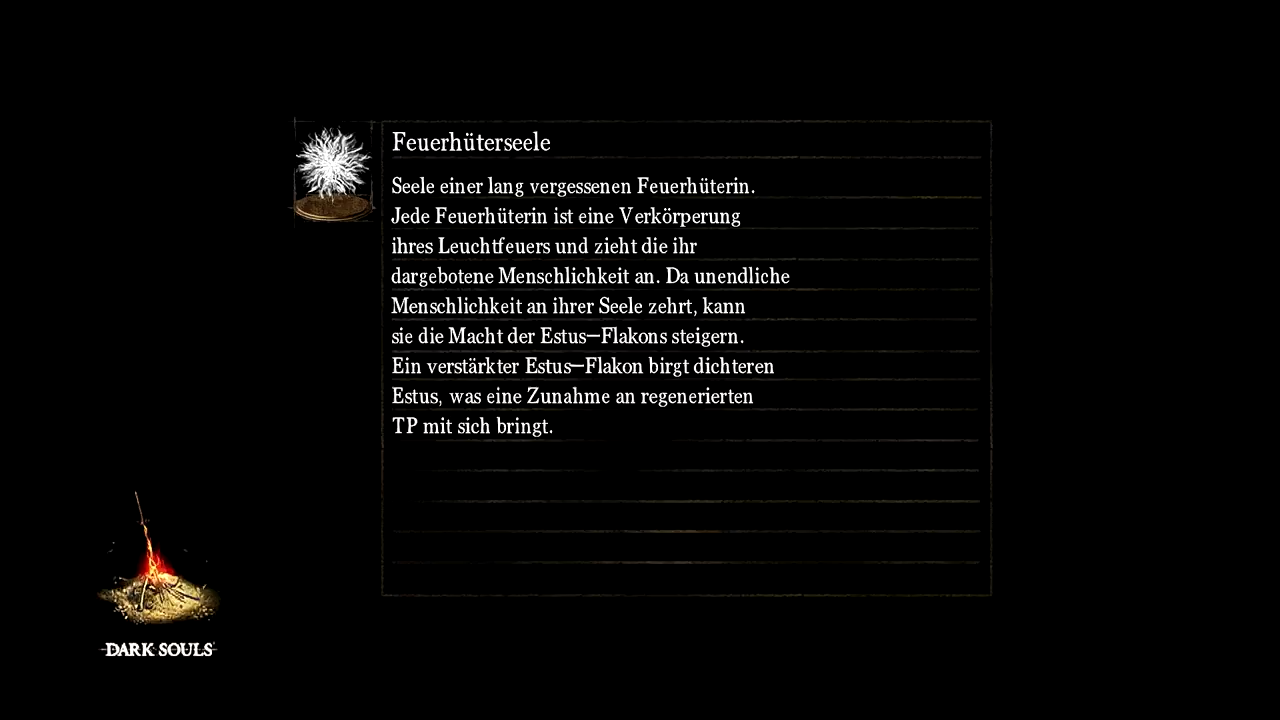 Feuerhüterseele
Seele einer lang vergessenen Feuerhüterin.
Jede Feuerhüterin ist eine Verkörperung
ihres Leuchtfeuers und zieht die ihr
dargebotene Menschlichkeit an. Da unendliche
Menschlichkeit an ihrer Seele zehrt, kann
sie die Macht der Estus—Flakons steigern.
Ein verstärkter Estus—Flakon birgt dichteren
Estus, was eine Zunahme an regenerierten
TP mit sich bringt.
DARK SOULS